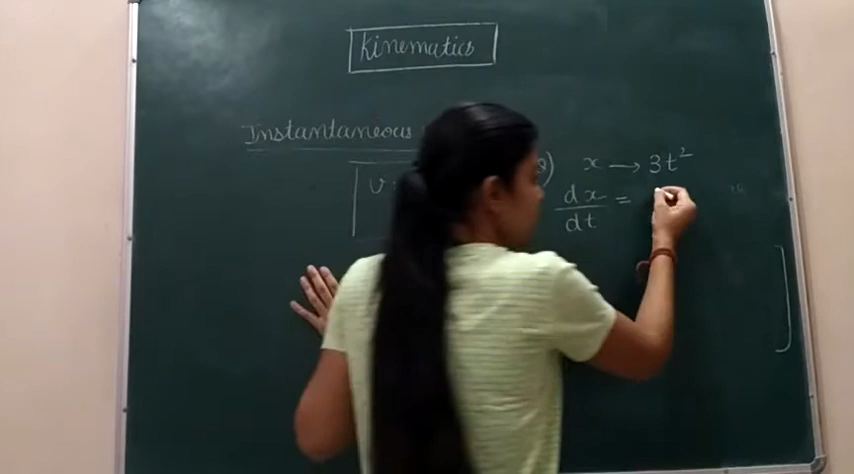 Kinematics
Instantaneous
x → 3t²
v
dx/dt =